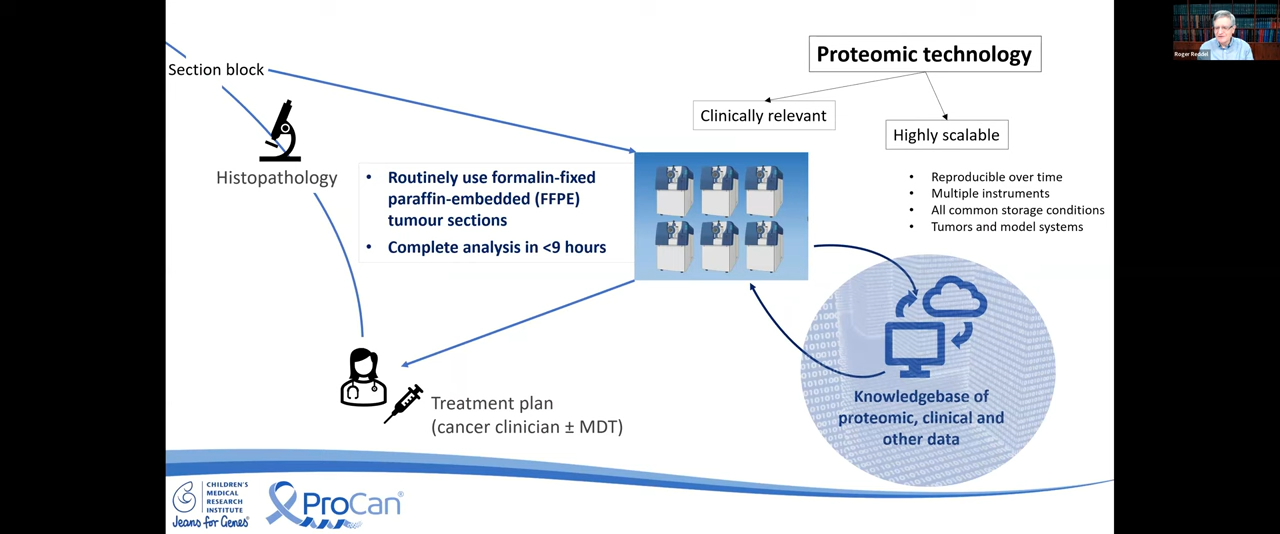 Roger Reddel
Proteomic technology
Section block
Clinically relevant
Highly scalable
Histopathology
• Routinely use formalin-fixed
paraffin-embedded (FFPE)
tumour sections
• Complete analysis in <9 hours
• Reproducible over time
• Multiple instruments
• All common storage conditions
• Tumors and model systems
Treatment plan
(cancer clinician ± MDT)
Knowledgebase of
proteomic, clinical and
other data
CHILDREN'S
MEDICAL
RESEARCH
INSTITUTE
Jeans for Genes®
ProCan®